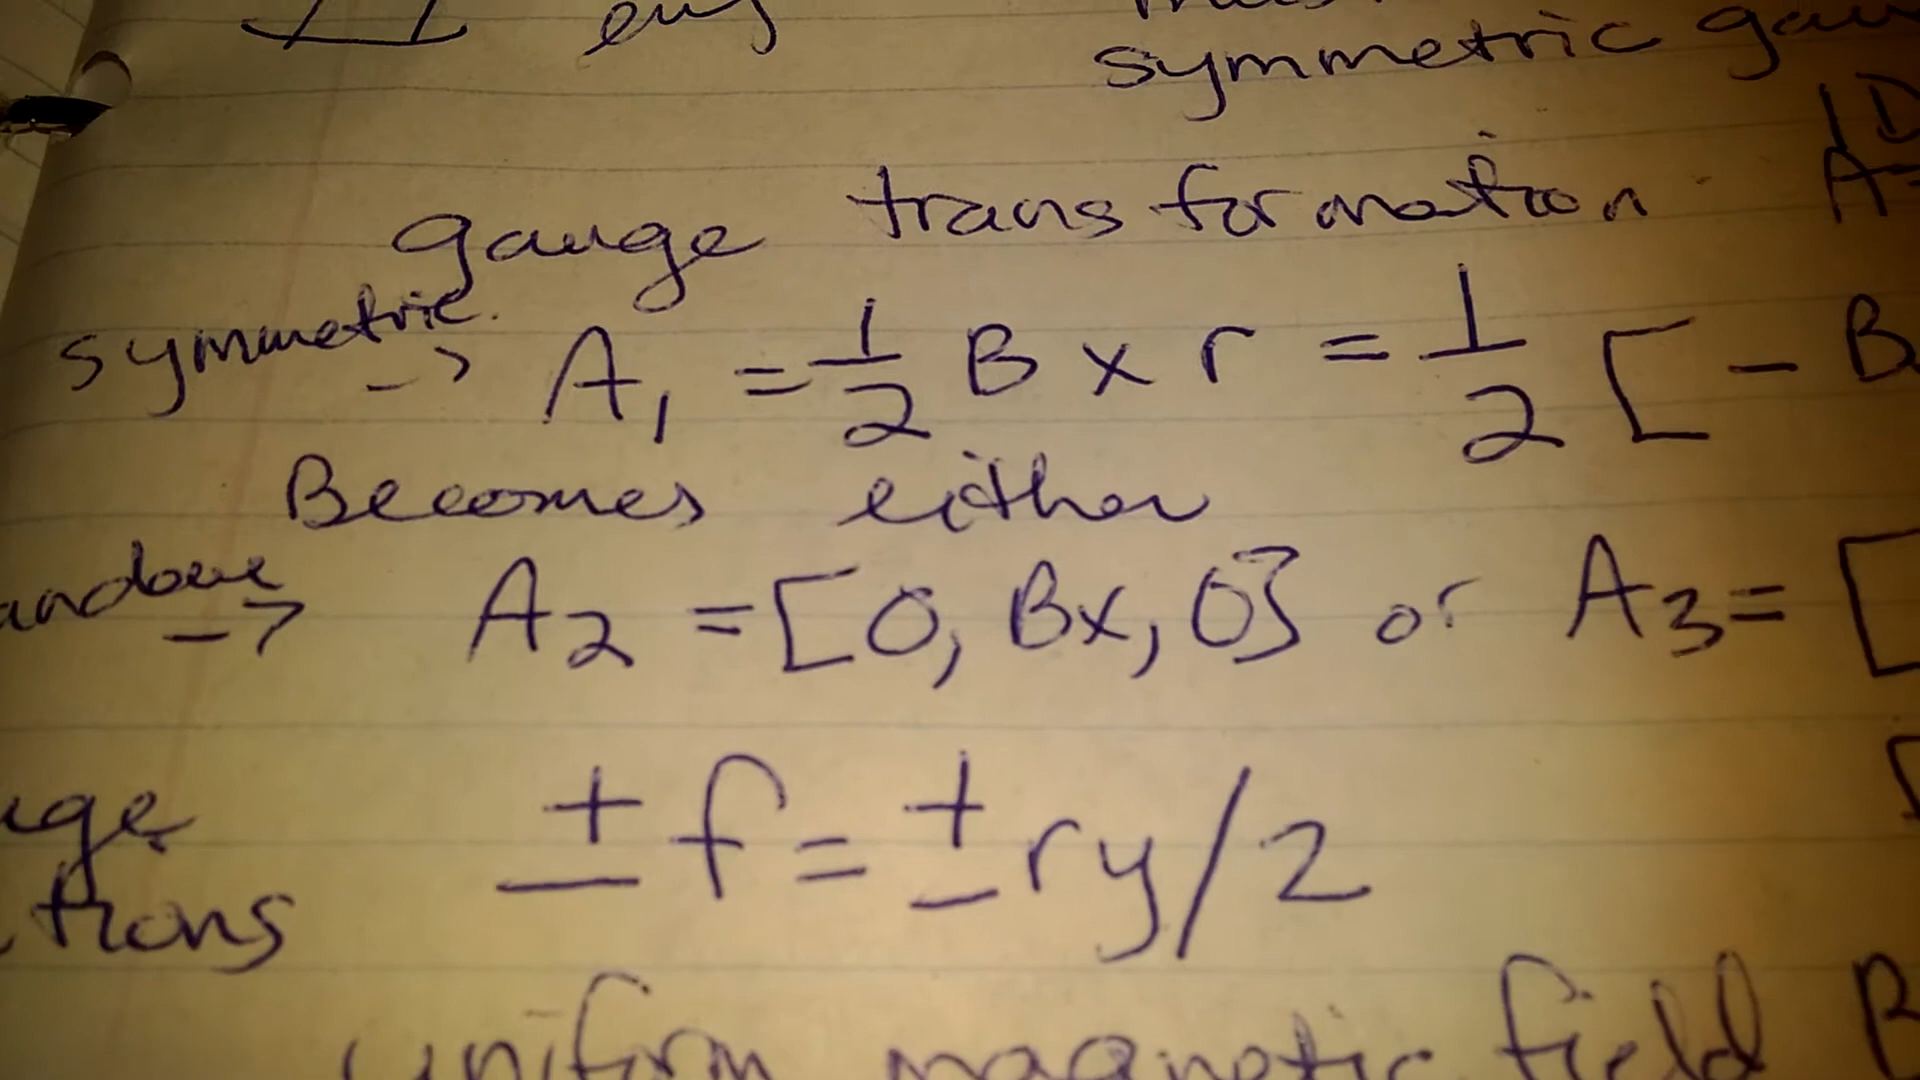 symmetric
1D
gauge transformation
symmetric
-> A₁ = 1/2 B × r = 1/2 [ - B
Becomes either
-> A₂ = [0, Bx, 0] or A₃ = [
± f = ± ry/2
uniform magnetic field B